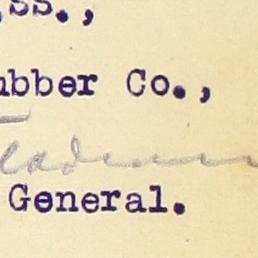 ss.,
ubber Co.,
General.